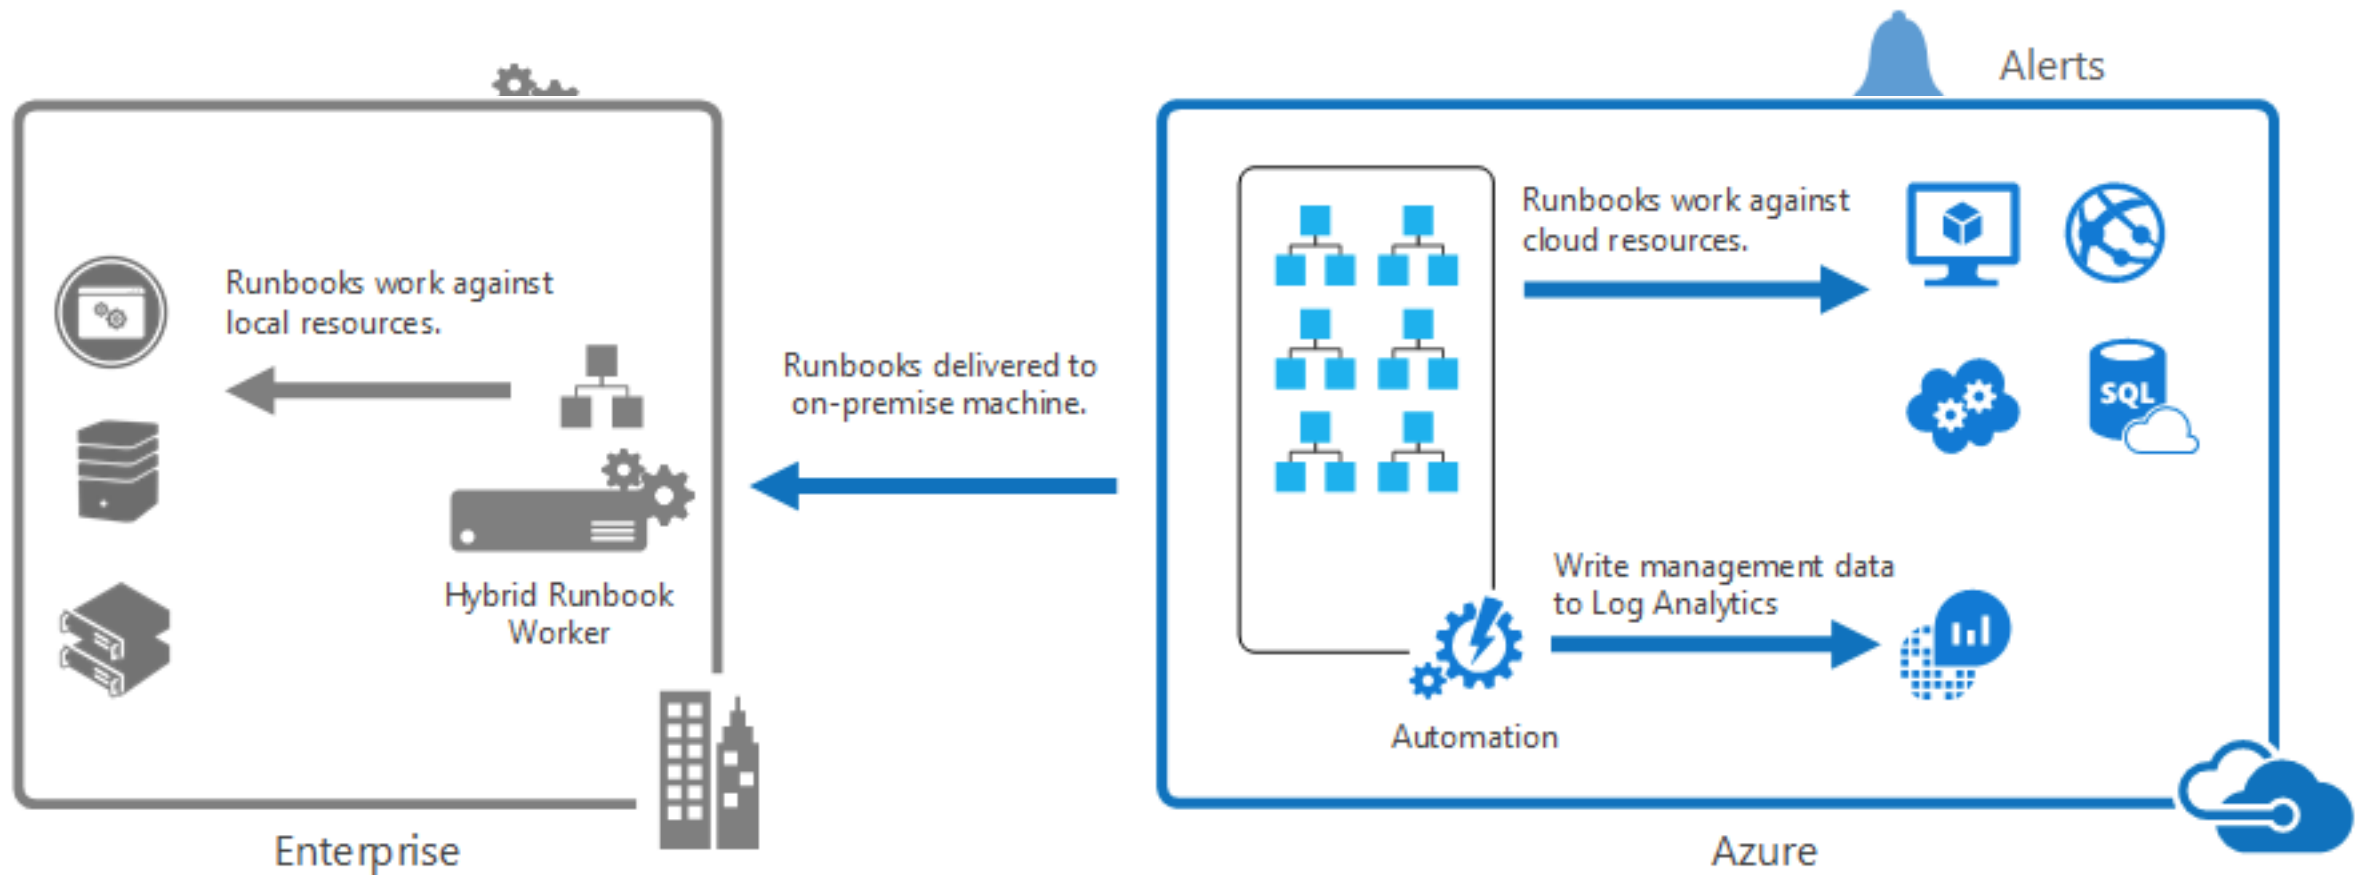 Alerts
Runbooks work against
cloud resources.
Runbooks work against
local resources.
Runbooks delivered to
on-premise machine.
SQL
Write management data
to Log Analytics
Hybrid Runbook
Worker
Automation
Enterprise
Azure